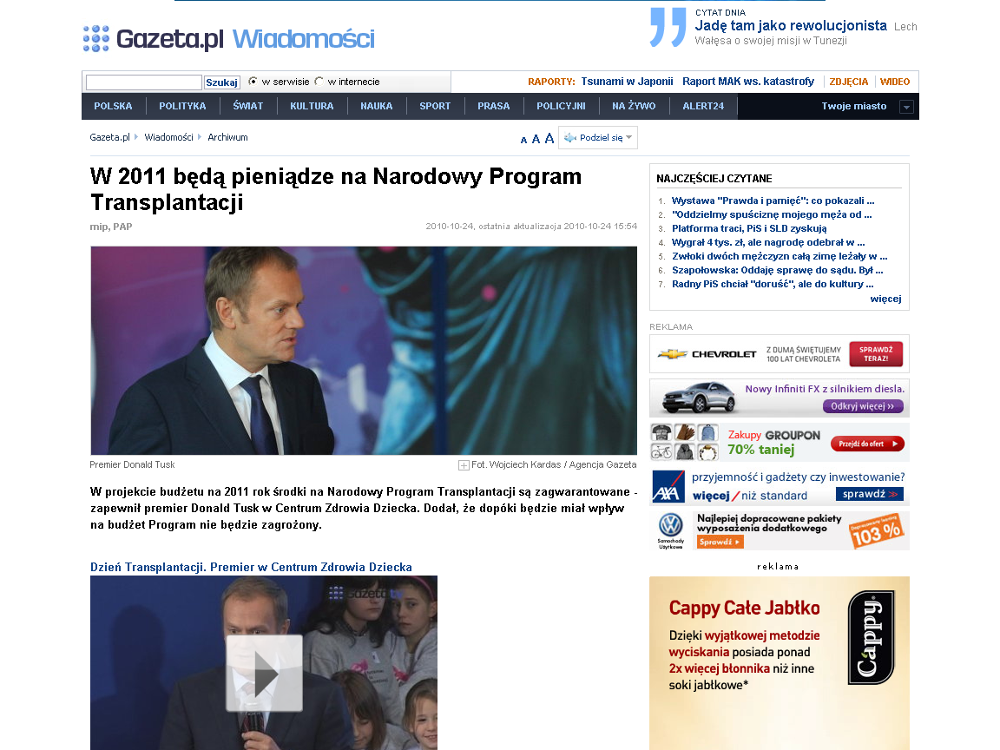 CYTAT DNIA
Jadę tam jako rewolucjonista Lech
Wałęsa o swojej misji w Tunezji
Gazeta.pl Wiadomości
Szukaj w serwisie w internecie
RAPORTY: Tsunami w Japonii Raport MAK ws. katastrofy ZDJĘCIA WIDEO
POLSKA POLITYKA ŚWIAT KULTURA NAUKA SPORT PRASA POLICYJNI NA ŻYWO ALERT24 Twoje miasto
Gazeta.pl Wiadomości Archiwum
A A A Podziel się
W 2011 będą pieniądze na Narodowy Program
Transplantacji
mip, PAP
2010-10-24, ostatnia aktualizacja 2010-10-24 15:54
Premier Donald Tusk
Fot. Wojciech Kardas / Agencja Gazeta
W projekcie budżetu na 2011 rok środki na Narodowy Program Transplantacji są zagwarantowane -
zapewnił premier Donald Tusk w Centrum Zdrowia Dziecka. Dodał, że dopóki będzie miał wpływ
na budżet Program nie będzie zagrożony.
Dzień Transplantacji. Premier w Centrum Zdrowia Dziecka
gazeta.tv
NAJCZĘŚCIEJ CZYTANE
1. Wystawa "Prawda i pamięć": co pokazali ...
2. "Oddzielmy spuściznę mojego męża od ...
3. Platforma traci, PiS i SLD zyskują
4. Wygrał 4 tys. zł, ale nagrodę odebrał w ...
5. Zwłoki dwóch mężczyzn całą zimę leżały w ...
6. Szapołowska: Oddaję sprawę do sądu. Był ...
7. Radny PiS chciał "doruść", ale do kultury ...
więcej
REKLAMA
CHEVROLET
Z DUMĄ ŚWIĘTUJEMY
100 LAT CHEVROLETA
SPRAWDŹ
TERAZ!
Nowy Infiniti FX z silnikiem diesla.
Odkryj więcej ››
Zakupy GROUPON
70% taniej
Przejdź do ofert
AXA
przyjemność i gadżety czy inwestowanie?
więcej / niż standard sprawdź
Samochody
Użytkowe
Najlepiej dopracowane pakiety
wyposażenia dodatkowego
Sprawdź
103 %
reklama
Cappy Całe Jabłko
Dzięki wyjątkowej metodzie
wyciskania posiada ponad
2x więcej błonnika niż inne
soki jabłkowe*
Cappy